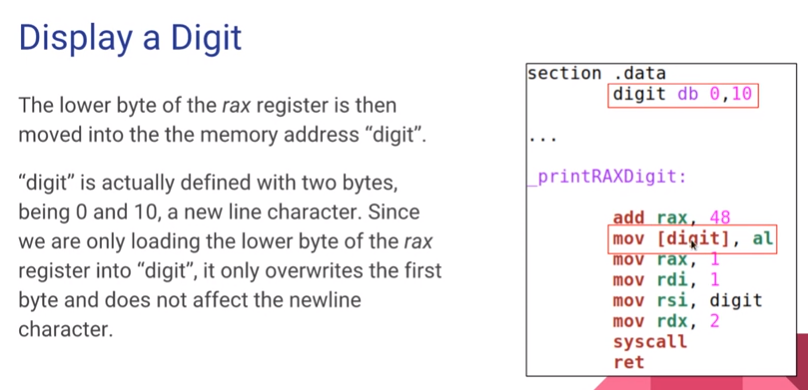 Display a Digit
The lower byte of the rax register is then
moved into the the memory address “digit”.
“digit” is actually defined with two bytes,
being 0 and 10, a new line character. Since
we are only loading the lower byte of the rax
register into “digit”, it only overwrites the first
byte and does not affect the newline
character.
section .data
digit db 0,10
...
_printRAXDigit:
add rax, 48
mov [digit], al
mov rax, 1
mov rdi, 1
mov rsi, digit
mov rdx, 2
syscall
ret